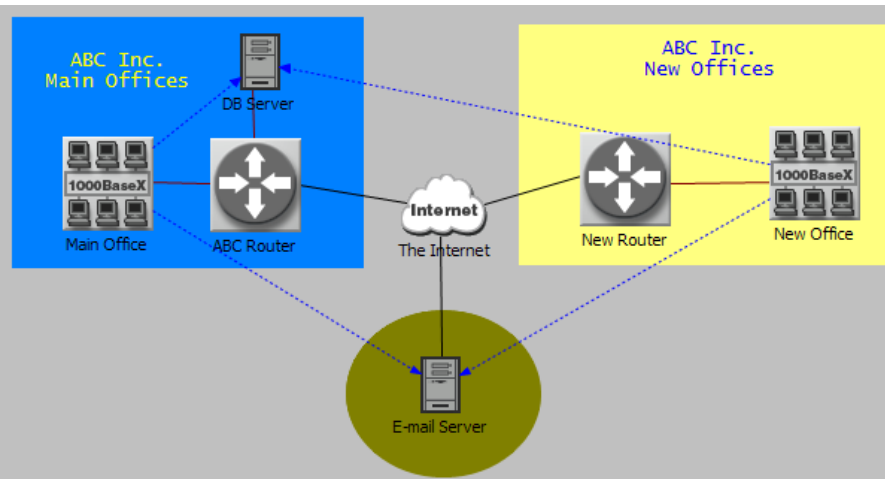 ABC Inc.
Main Offices
DB Server
1000BaseX
Main Office
ABC Router
Internet
The Internet
ABC Inc.
New Offices
New Router
1000BaseX
New Office
E-mail Server